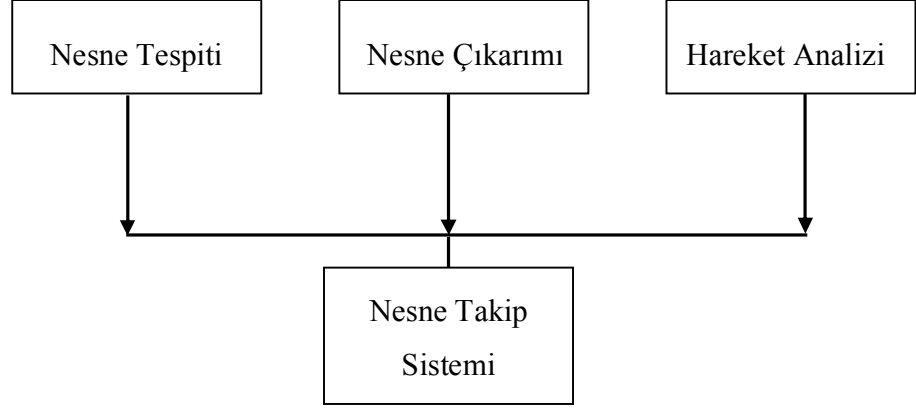 Nesne Tespiti
Nesne Çıkarımı
Hareket Analizi
Nesne Takip
Sistemi